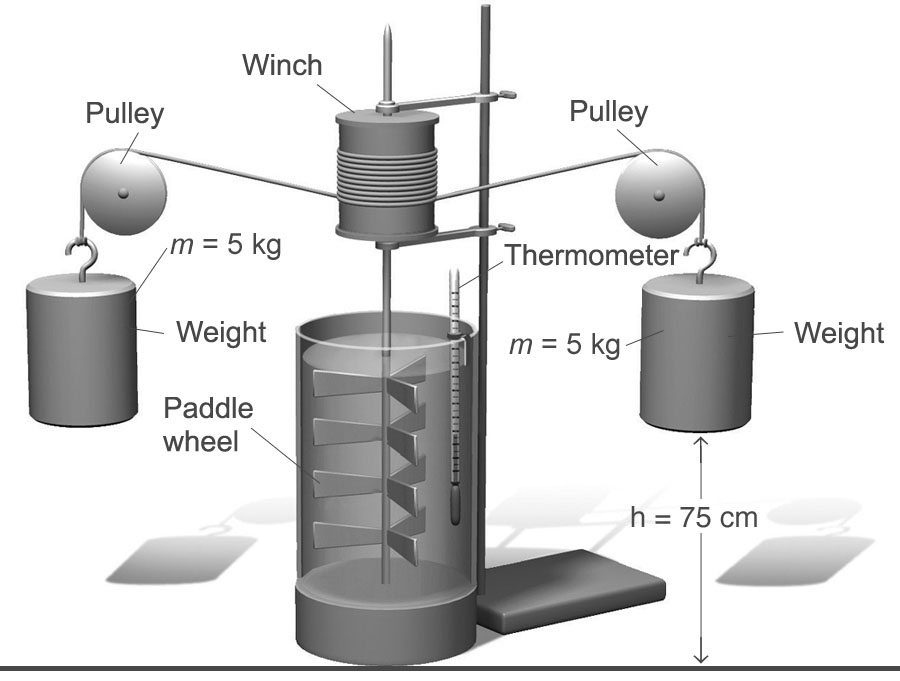 Winch
Pulley
Pulley
m = 5 kg
Thermometer
Weight
m = 5 kg
Weight
Paddle
wheel
h = 75 cm